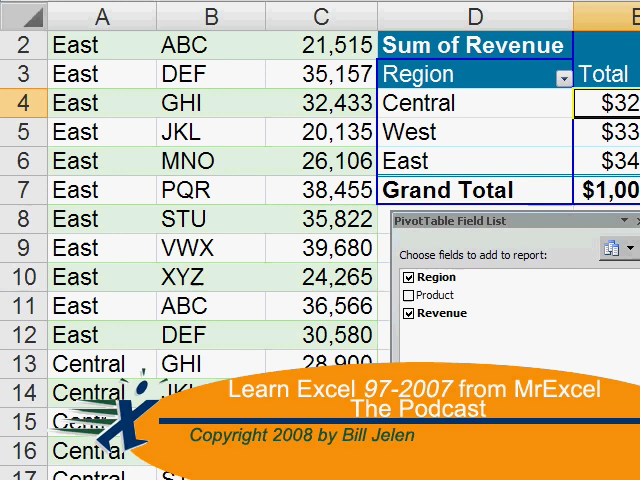 A B C D E
2 East ABC 21,515 Sum of Revenue
3 East DEF 35,157 Region Total
4 East GHI 32,433 Central $32
5 East JKL 20,135 West $33
6 East MNO 26,106 East $34
7 East PQR 38,455 Grand Total $1,00
8 East STU 35,822
PivotTable Field List
9 East VWX 39,680
Choose fields to add to report:
10 East XYZ 24,265
Region
Product
11 East ABC 36,566
Revenue
12 East DEF 30,580
13 Central GHI 28,900
Learn Excel 97-2007 from MrExcel
14 Central
The Podcast
15 Central
Copyright 2008 by Bill Jelen
16 Central
17 Central